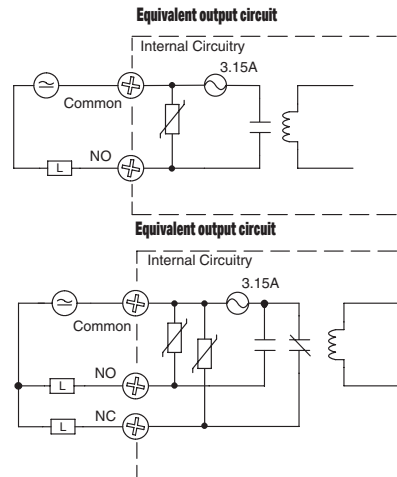 Equivalent output circuit
Internal Circuitry
3.15A
Common
NO
L
Equivalent output circuit
Internal Circuitry
3.15A
Common
NO
L
NC
L